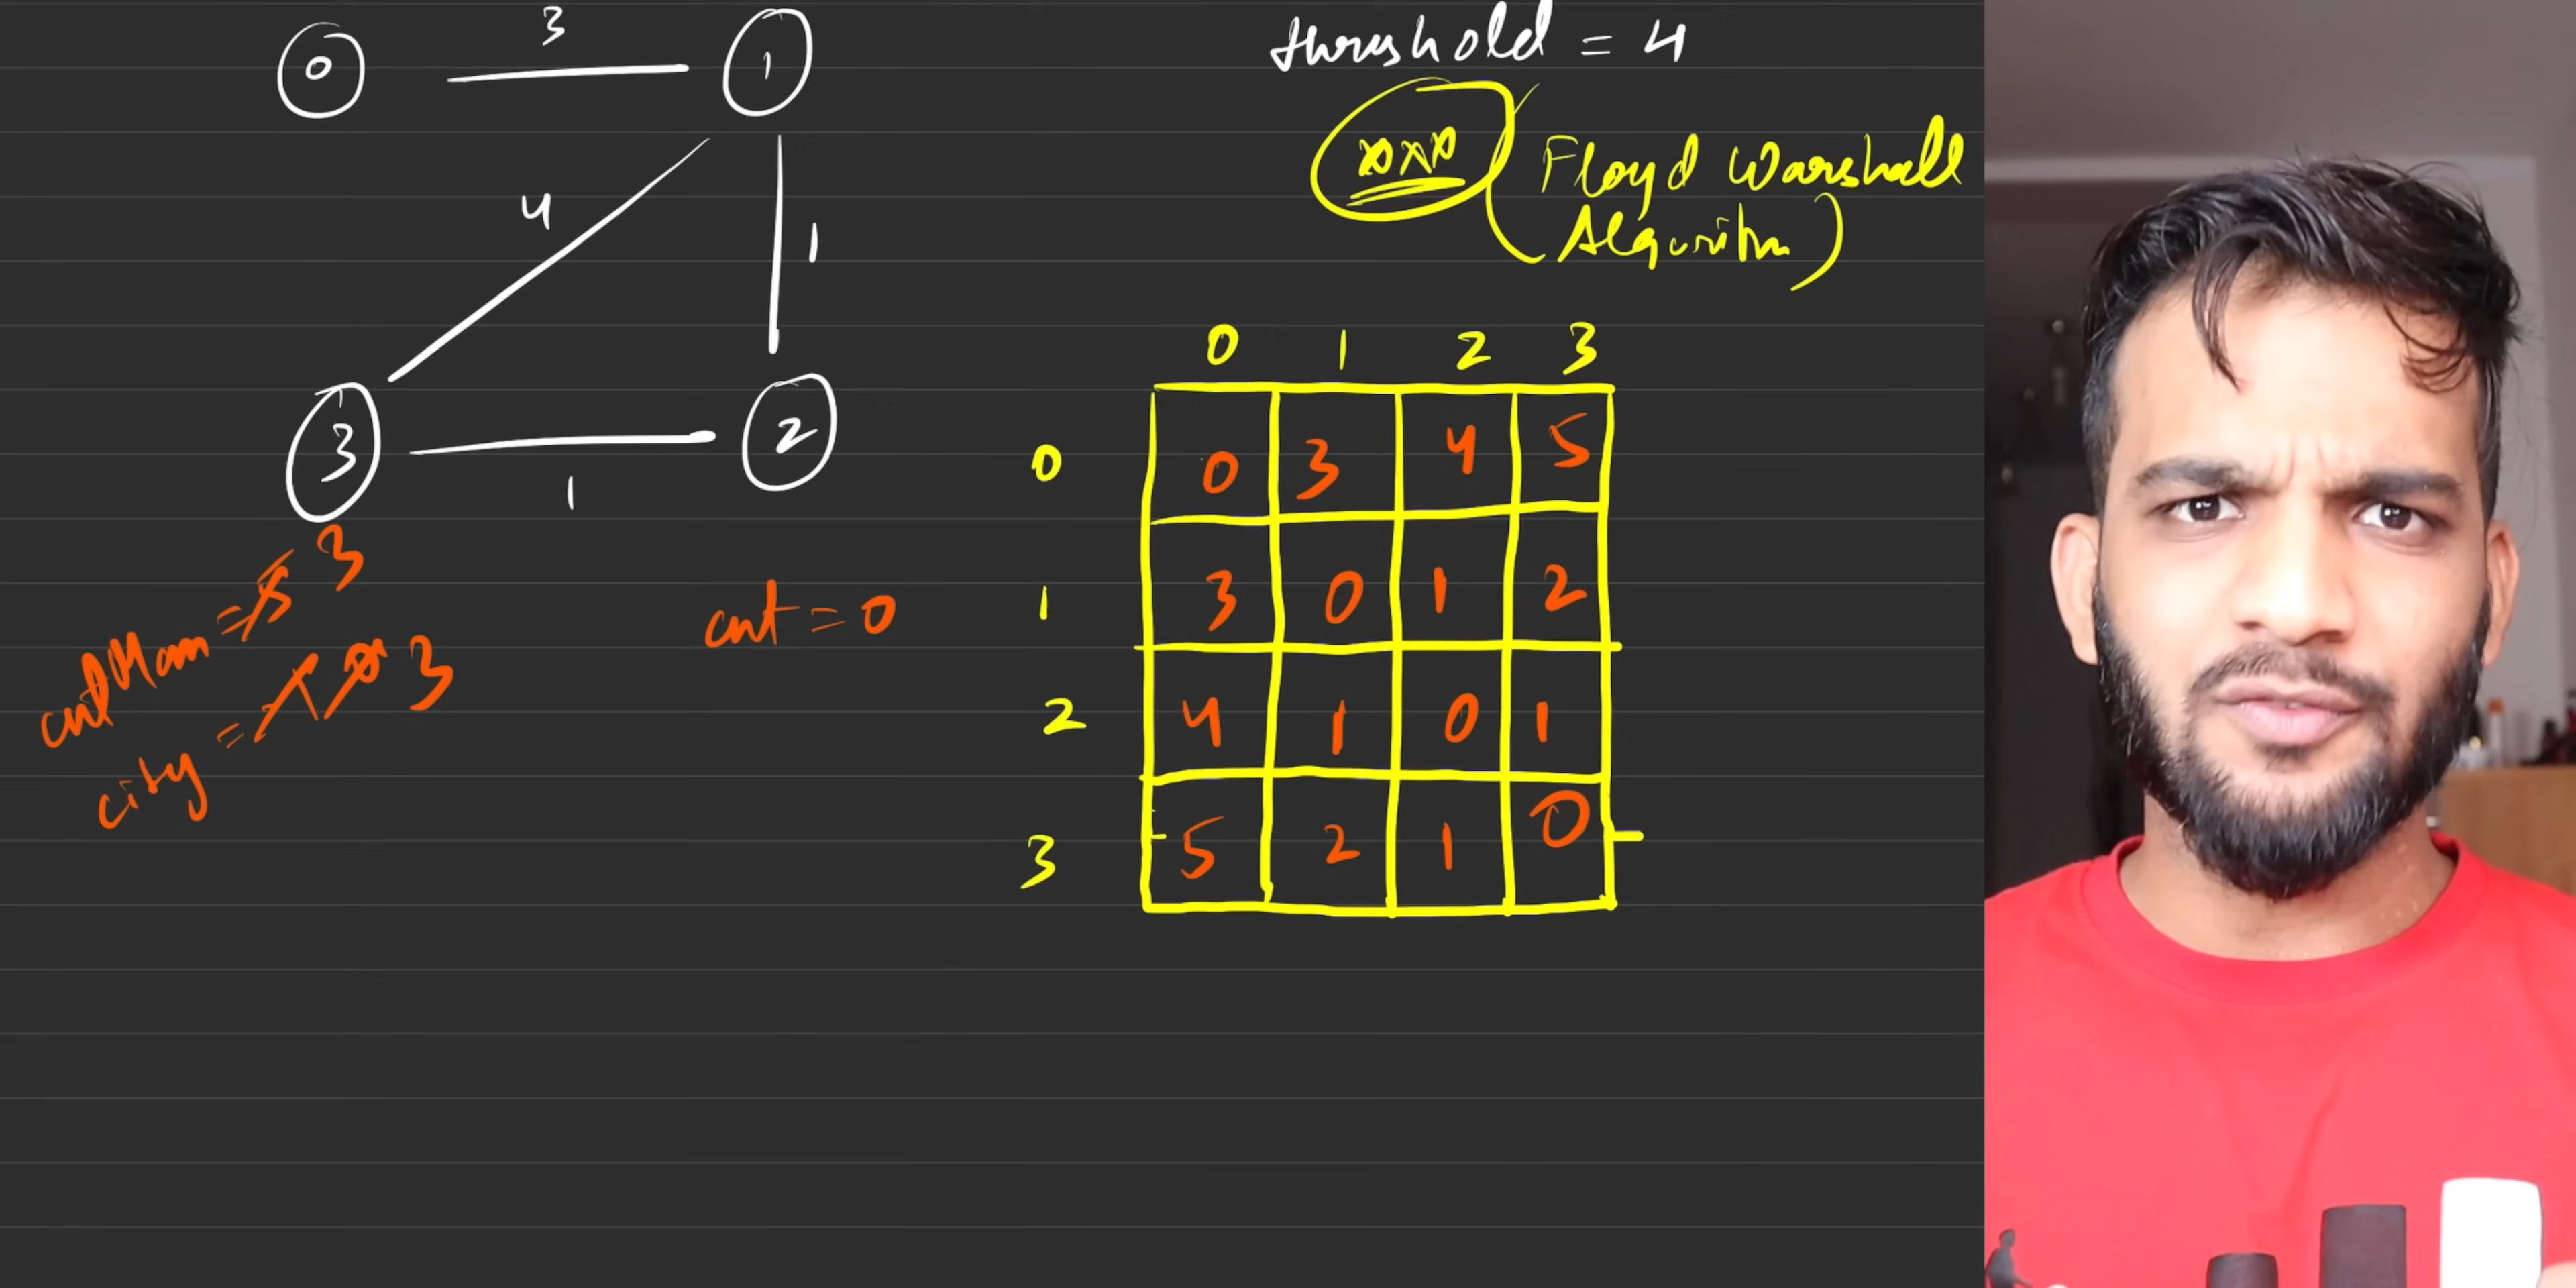 0 3 1
threshold = 4
Floyd Warshall
Algorithm)
4 1
3 1 2
0 1 2 3
0 0 3 4 5
1 3 0 1 2
2 4 1 0 1
3 5 2 1 0
3
cnt = 0
city = 3